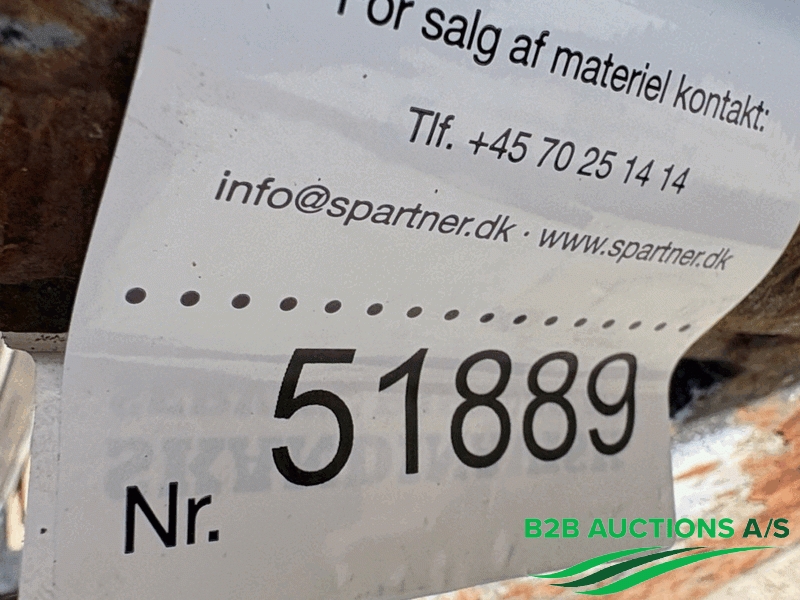 For salg af materiel kontakt:
Tlf. +45 70 25 14 14
info@spartner.dk · www.spartner.dk
Nr. 51889
B2B AUCTIONS A/S